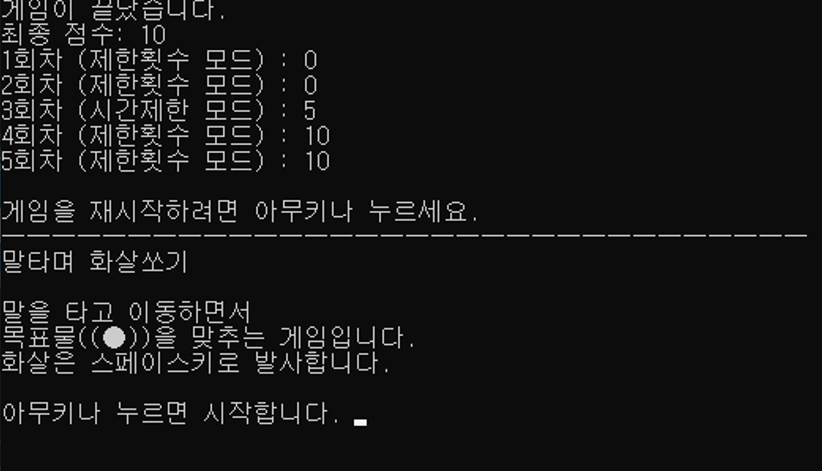 게임이 끝났습니다.
최종 점수: 10
1회차 (제한횟수 모드) : 0
2회차 (제한횟수 모드) : 0
3회차 (시간제한 모드) : 5
4회차 (제한횟수 모드) : 10
5회차 (제한횟수 모드) : 10
게임을 재시작하려면 아무키나 누르세요.
말타며 화살쏘기
말을 타고 이동하면서
목표물((●))을 맞추는 게임입니다.
화살은 스페이스키로 발사합니다.
아무키나 누르면 시작합니다.